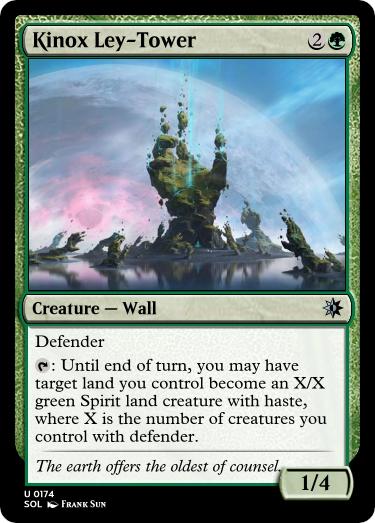 Kinox Ley-Tower 2
Creature — Wall
Defender
: Until end of turn, you may have
target land you control become an X/X
green Spirit land creature with haste,
where X is the number of creatures you
control with defender.
The earth offers the oldest of counsel.
1/4
U 0174
SOL FRANK SUN